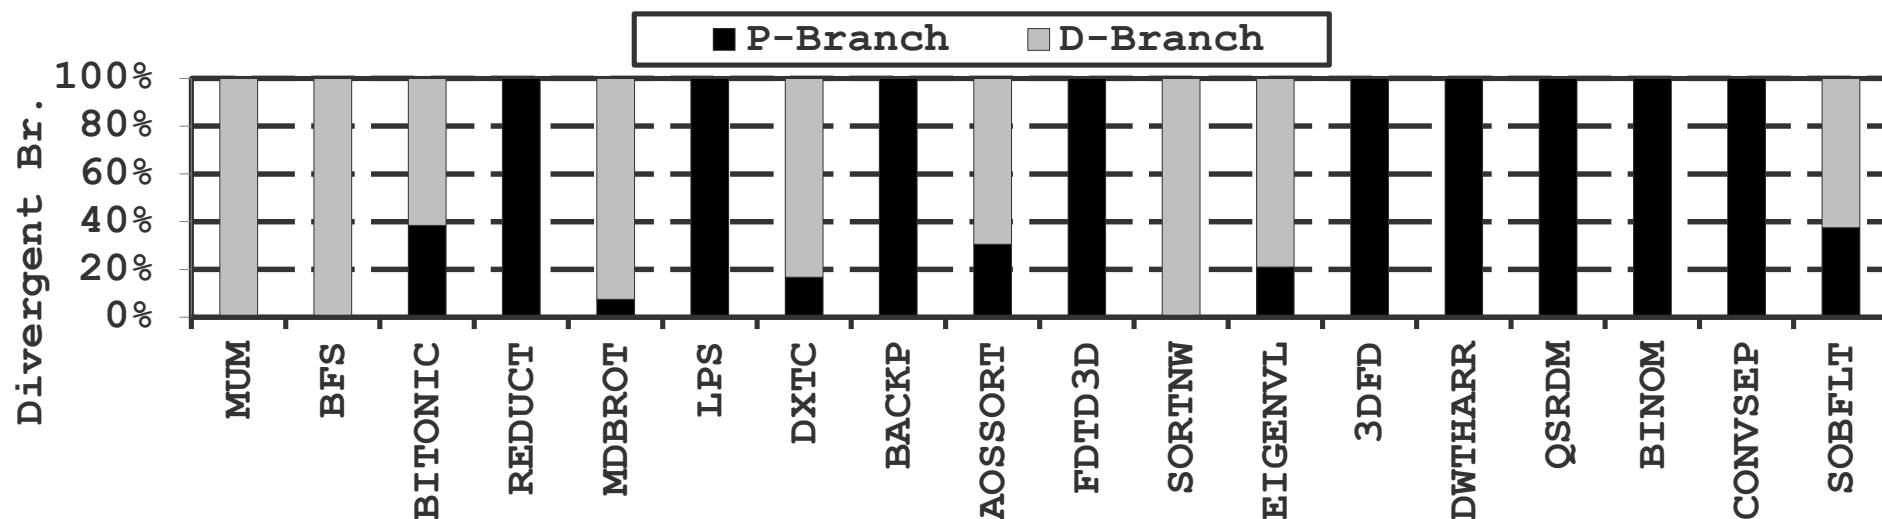 P-Branch D-Branch
Divergent Br.
100%
80%
60%
40%
20%
0%
MUM
BFS
BITONIC
REDUCT
MDBROT
LPS
DXTC
BACKP
AOSSORT
FDTD3D
SORTNW
EIGENVL
3DFD
DWTHARR
QSRDM
BINOM
CONVSEP
SOBFLT